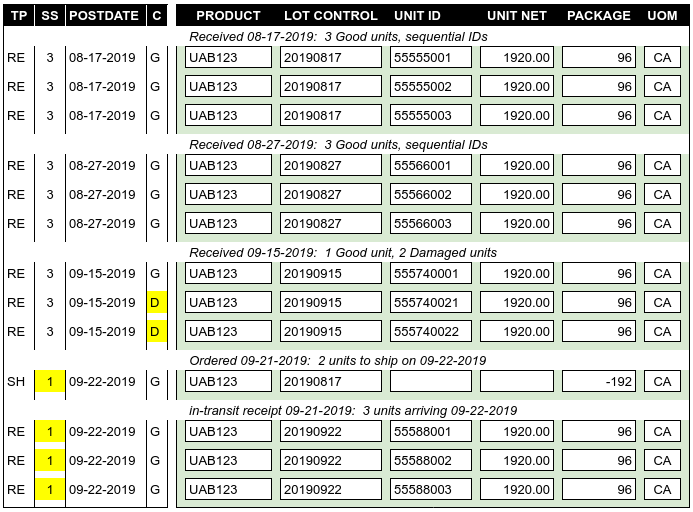 TP SS POSTDATE C PRODUCT LOT CONTROL UNIT ID UNIT NET PACKAGE UOM
Received 08-17-2019: 3 Good units, sequential IDs
RE 3 08-17-2019 G UAB123 20190817 55555001 1920.00 96 CA
RE 3 08-17-2019 G UAB123 20190817 55555002 1920.00 96 CA
RE 3 08-17-2019 G UAB123 20190817 55555003 1920.00 96 CA
Received 08-27-2019: 3 Good units, sequential IDs
RE 3 08-27-2019 G UAB123 20190827 55566001 1920.00 96 CA
RE 3 08-27-2019 G UAB123 20190827 55566002 1920.00 96 CA
RE 3 08-27-2019 G UAB123 20190827 55566003 1920.00 96 CA
Received 09-15-2019: 1 Good unit, 2 Damaged units
RE 3 09-15-2019 G UAB123 20190915 555740001 1920.00 96 CA
RE 3 09-15-2019 D UAB123 20190915 555740021 1920.00 96 CA
RE 3 09-15-2019 D UAB123 20190915 555740022 1920.00 96 CA
Ordered 09-21-2019: 2 units to ship on 09-22-2019
SH 1 09-22-2019 G UAB123 20190817 -192 CA
in-transit receipt 09-21-2019: 3 units arriving 09-22-2019
RE 1 09-22-2019 G UAB123 20190922 55588001 1920.00 96 CA
RE 1 09-22-2019 G UAB123 20190922 55588002 1920.00 96 CA
RE 1 09-22-2019 G UAB123 20190922 55588003 1920.00 96 CA